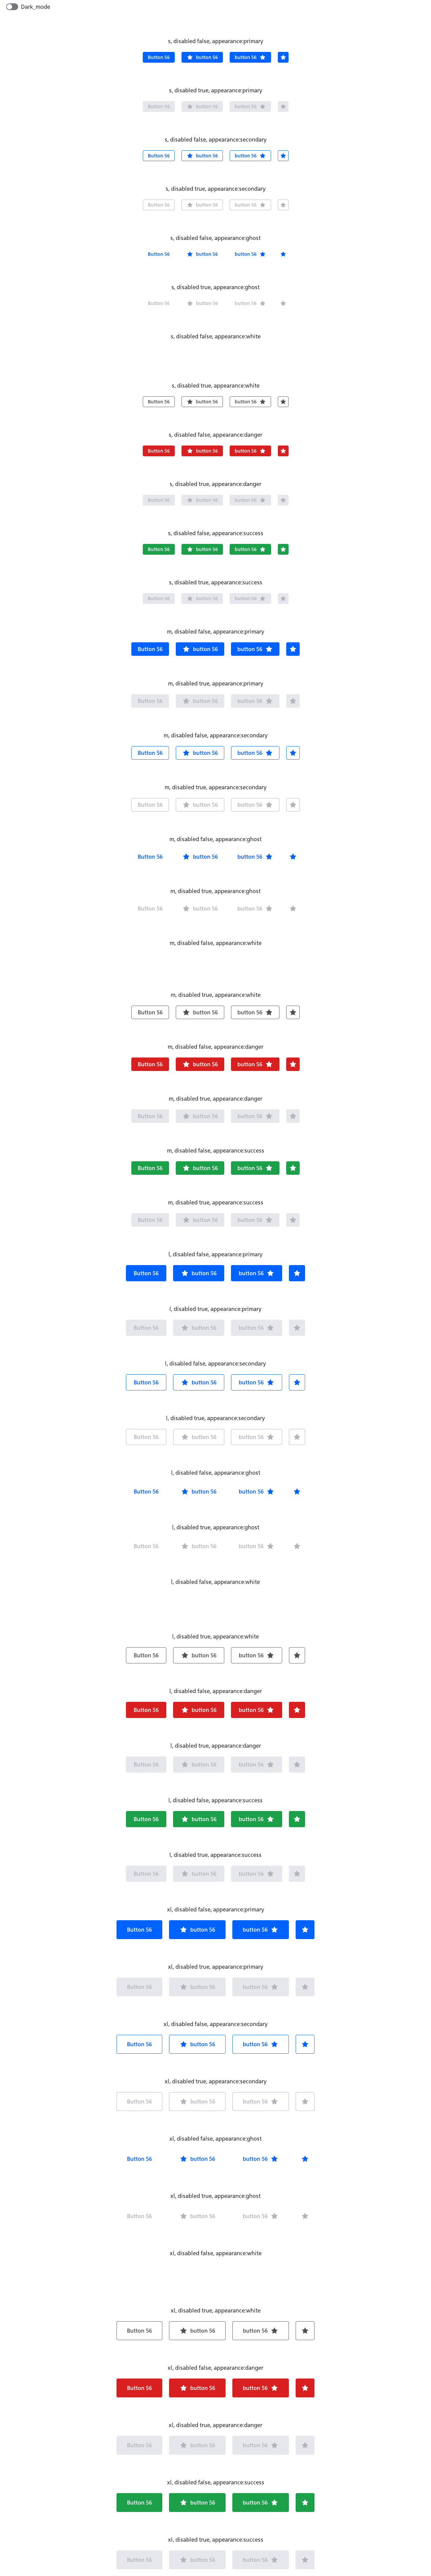 Dark_mode
s, disabled false, appearance:primary
Button 56 button 56 button 56
s, disabled true, appearance:primary
Button 56 button 56 button 56
s, disabled false, appearance:secondary
Button 56 button 56 button 56
s, disabled true, appearance:secondary
Button 56 button 56 button 56
s, disabled false, appearance:ghost
Button 56 button 56 button 56
s, disabled true, appearance:ghost
Button 56 button 56 button 56
s, disabled false, appearance:white
s, disabled true, appearance:white
Button 56 button 56 button 56
s, disabled false, appearance:danger
Button 56 button 56 button 56
s, disabled true, appearance:danger
Button 56 button 56 button 56
s, disabled false, appearance:success
Button 56 button 56 button 56
s, disabled true, appearance:success
Button 56 button 56 button 56
m, disabled false, appearance:primary
Button 56 button 56 button 56
m, disabled true, appearance:primary
Button 56 button 56 button 56
m, disabled false, appearance:secondary
Button 56 button 56 button 56
m, disabled true, appearance:secondary
Button 56 button 56 button 56
m, disabled false, appearance:ghost
Button 56 button 56 button 56
m, disabled true, appearance:ghost
Button 56 button 56 button 56
m, disabled false, appearance:white
m, disabled true, appearance:white
Button 56 button 56 button 56
m, disabled false, appearance:danger
Button 56 button 56 button 56
m, disabled true, appearance:danger
Button 56 button 56 button 56
m, disabled false, appearance:success
Button 56 button 56 button 56
m, disabled true, appearance:success
Button 56 button 56 button 56
l, disabled false, appearance:primary
Button 56 button 56 button 56
l, disabled true, appearance:primary
Button 56 button 56 button 56
l, disabled false, appearance:secondary
Button 56 button 56 button 56
l, disabled true, appearance:secondary
Button 56 button 56 button 56
l, disabled false, appearance:ghost
Button 56 button 56 button 56
l, disabled true, appearance:ghost
Button 56 button 56 button 56
l, disabled false, appearance:white
l, disabled true, appearance:white
Button 56 button 56 button 56
l, disabled false, appearance:danger
Button 56 button 56 button 56
l, disabled true, appearance:danger
Button 56 button 56 button 56
l, disabled false, appearance:success
Button 56 button 56 button 56
l, disabled true, appearance:success
Button 56 button 56 button 56
xl, disabled false, appearance:primary
Button 56 button 56 button 56
xl, disabled true, appearance:primary
Button 56 button 56 button 56
xl, disabled false, appearance:secondary
Button 56 button 56 button 56
xl, disabled true, appearance:secondary
Button 56 button 56 button 56
xl, disabled false, appearance:ghost
Button 56 button 56 button 56
xl, disabled true, appearance:ghost
Button 56 button 56 button 56
xl, disabled false, appearance:white
xl, disabled true, appearance:white
Button 56 button 56 button 56
xl, disabled false, appearance:danger
Button 56 button 56 button 56
xl, disabled true, appearance:danger
Button 56 button 56 button 56
xl, disabled false, appearance:success
Button 56 button 56 button 56
xl, disabled true, appearance:success
Button 56 button 56 button 56